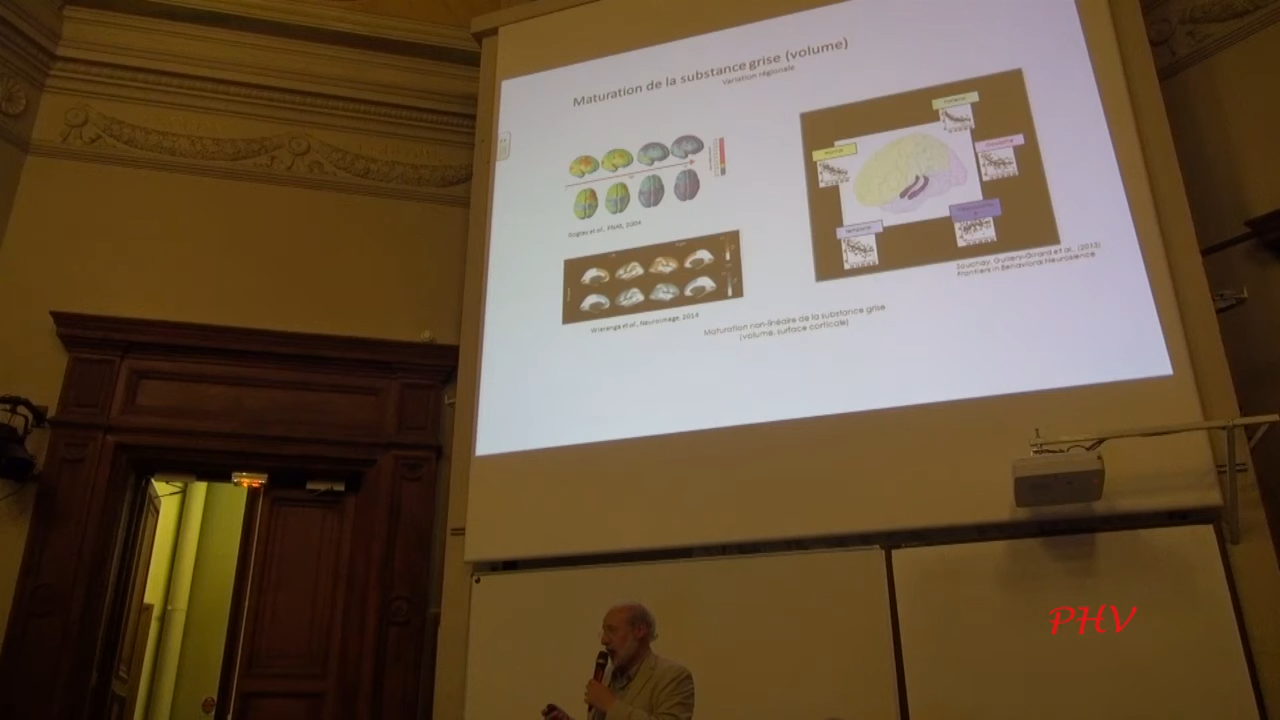 Maturation de la substance grise (volume)
Variation régionale
Gogtay et al., PNAS, 2004
Wierenga et al., NeuroImage, 2014
Maturation non-linéaire de la substance grise
(volume, surface corticale)
Temporal
Frontiers in Behavioral Neuroscience
PHV